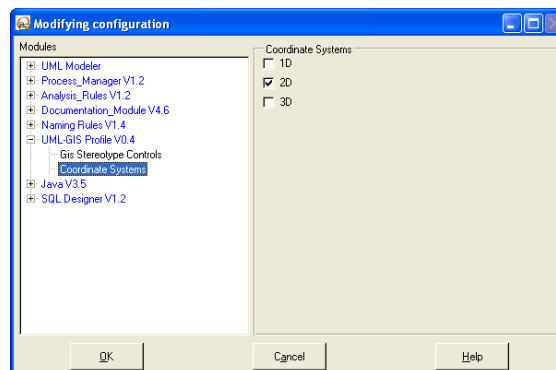 Modifying configuration
Modules
UML Modeler
Process_Manager V1.2
Analysis_Rules V1.2
Documentation_Module V4.6
Naming Rules V1.4
UML-GIS Profile V0.4
Gis Stereotype Controls
Coordinate Systems
Java V3.5
SQL Designer V1.2
Coordinate Systems
1D
2D
3D
OK
Cancel
Help